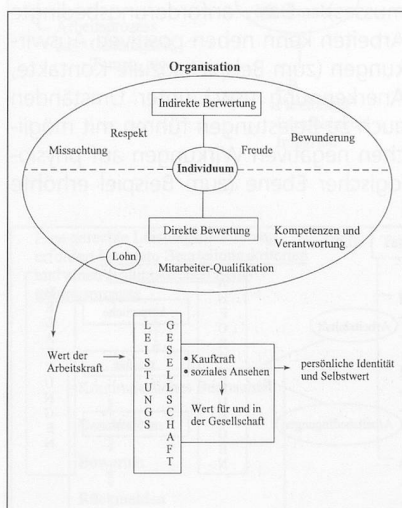 Organisation
Indirekte Berwertung
Respekt
Bewertung
Missachtung
Freude
Individuum
Direkte Bewertung
Kompetenzen und
Verantwortung
Lohn
Mitarbeiter-Qualifikation
LEISTUNGS
GESELLSCHAFT
Wert der
Arbeitskraft
• Kaufkraft
• soziales Ansehen
Wert für und in
der Gesellschaft
persönliche Identität
und Selbstwert